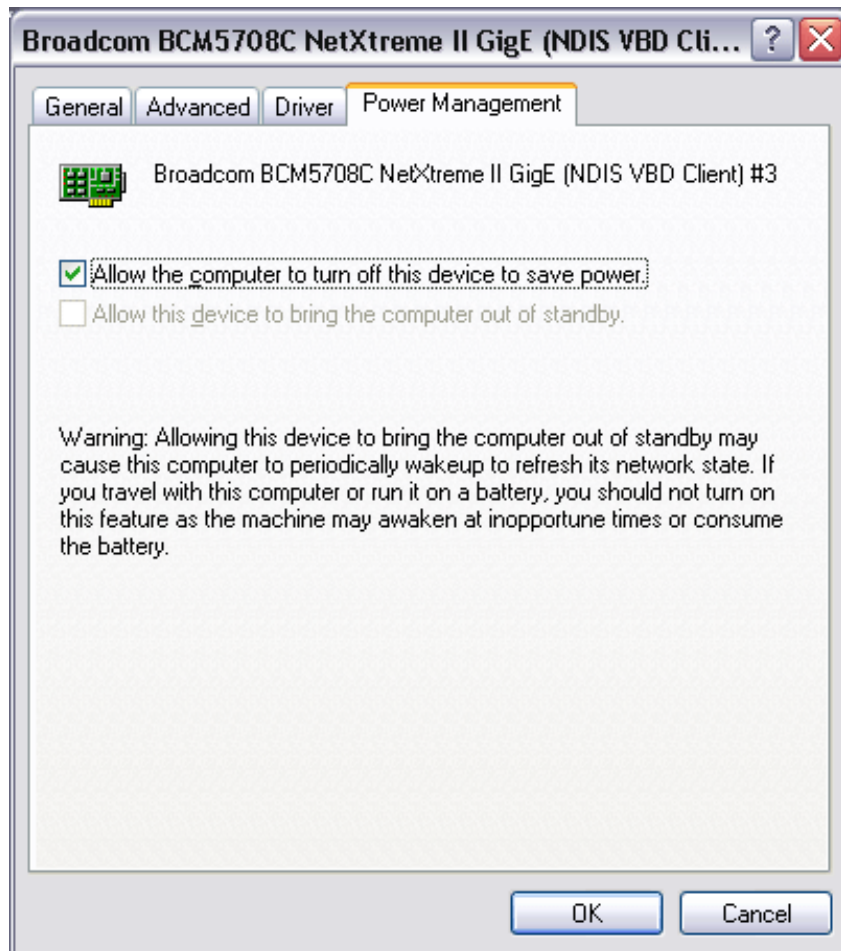 Broadcom BCM5708C NetXtreme II GigE (NDIS VBD Cli...
General Advanced Driver Power Management
Broadcom BCM5708C NetXtreme II GigE (NDIS VBD Client) #3
Allow the computer to turn off this device to save power.
Allow this device to bring the computer out of standby.
Warning: Allowing this device to bring the computer out of standby may
cause this computer to periodically wakeup to refresh its network state. If
you travel with this computer or run it on a battery, you should not turn on
this feature as the machine may awaken at inopportune times or consume
the battery.
OK Cancel